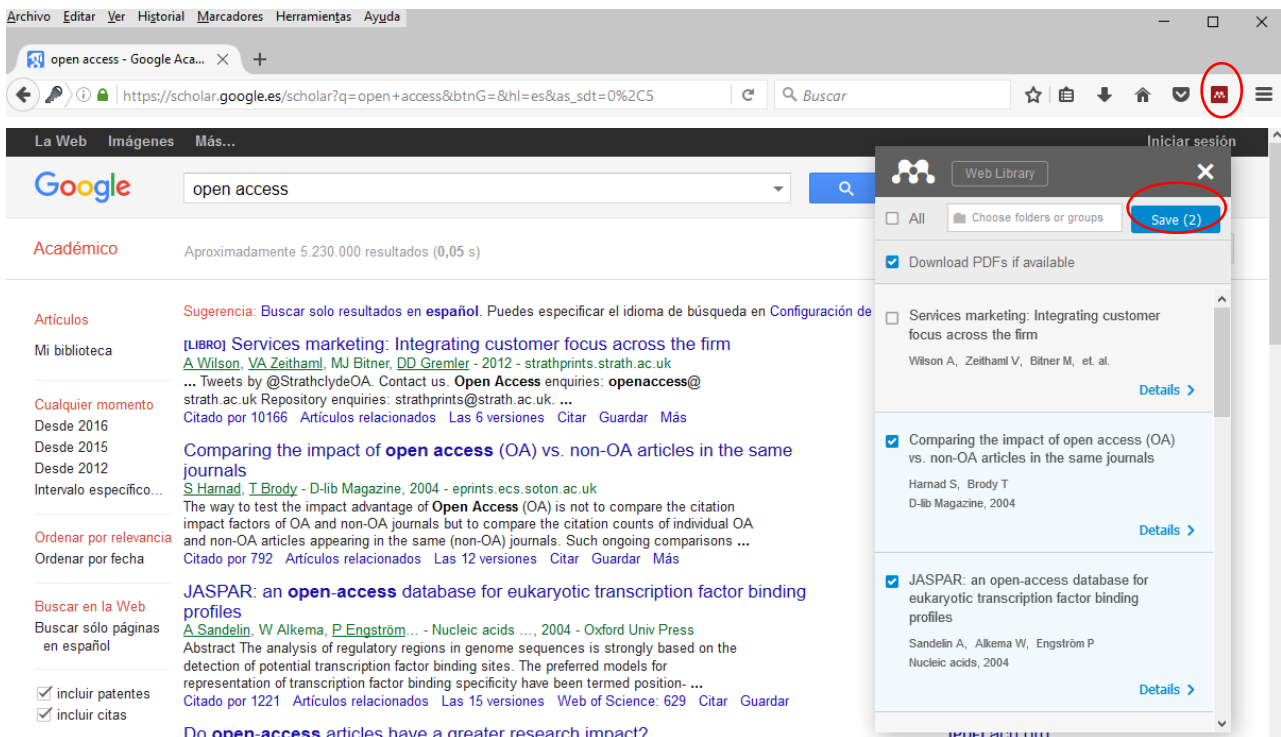 Archivo Editar Ver Historial Marcadores Herramientas Ayuda
open access - Google Aca...
https://scholar.google.es/scholar?q=open+access&btnG=&hl=es&as_sdt=0%2C5
Buscar
La Web Imágenes Más...
Iniciar sesión
Google
open access
Académico
Aproximadamente 5.230.000 resultados (0,05 s)
Artículos
Mi biblioteca
Cualquier momento
Desde 2016
Desde 2015
Desde 2012
Intervalo específico...
Ordenar por relevancia
Ordenar por fecha
Buscar en la Web
Buscar sólo páginas
en español
incluir patentes
incluir citas
Sugerencia: Buscar solo resultados en español. Puedes especificar el idioma de búsqueda en Configuración de
[LIBRO] Services marketing: Integrating customer focus across the firm
A Wilson, VA Zeithaml, MJ Bitner, DD Gremler - 2012 - strathprints.strath.ac.uk
... Tweets by @StrathclydeOA. Contact us. Open Access enquiries: openaccess@
strath.ac.uk Repository enquiries: strathprints@strath.ac.uk. ...
Citado por 10166 Artículos relacionados Las 6 versiones Citar Guardar Más
Comparing the impact of open access (OA) vs. non-OA articles in the same
journals
S Harnad, T Brody - D-lib Magazine, 2004 - eprints.ecs.soton.ac.uk
The way to test the impact advantage of Open Access (OA) is not to compare the citation
impact factors of OA and non-OA journals but to compare the citation counts of individual OA
and non-OA articles appearing in the same (non-OA) journals. Such ongoing comparisons ...
Citado por 792 Artículos relacionados Las 12 versiones Citar Guardar Más
JASPAR: an open-access database for eukaryotic transcription factor binding
profiles
A Sandelin, W Alkema, P Engström... - Nucleic acids ..., 2004 - Oxford Univ Press
Abstract The analysis of regulatory regions in genome sequences is strongly based on the
detection of potential transcription factor binding sites. The preferred models for
representation of transcription factor binding specificity have been termed position- ...
Citado por 1221 Artículos relacionados Las 15 versiones Web of Science: 629 Citar Guardar
Do open-access articles have a greater research impact?
Web Library
All
Choose folders or groups
Save (2)
Download PDFs if available
Services marketing: Integrating customer
focus across the firm
Wilson A, Zeithaml V, Bitner M, et. al.
Details
Comparing the impact of open access (OA)
vs. non-OA articles in the same journals
Harnad S, Brody T
D-lib Magazine, 2004
Details
JASPAR: an open-access database for
eukaryotic transcription factor binding
profiles
Sandelin A, Alkema W, Engström P
Nucleic acids, 2004
Details